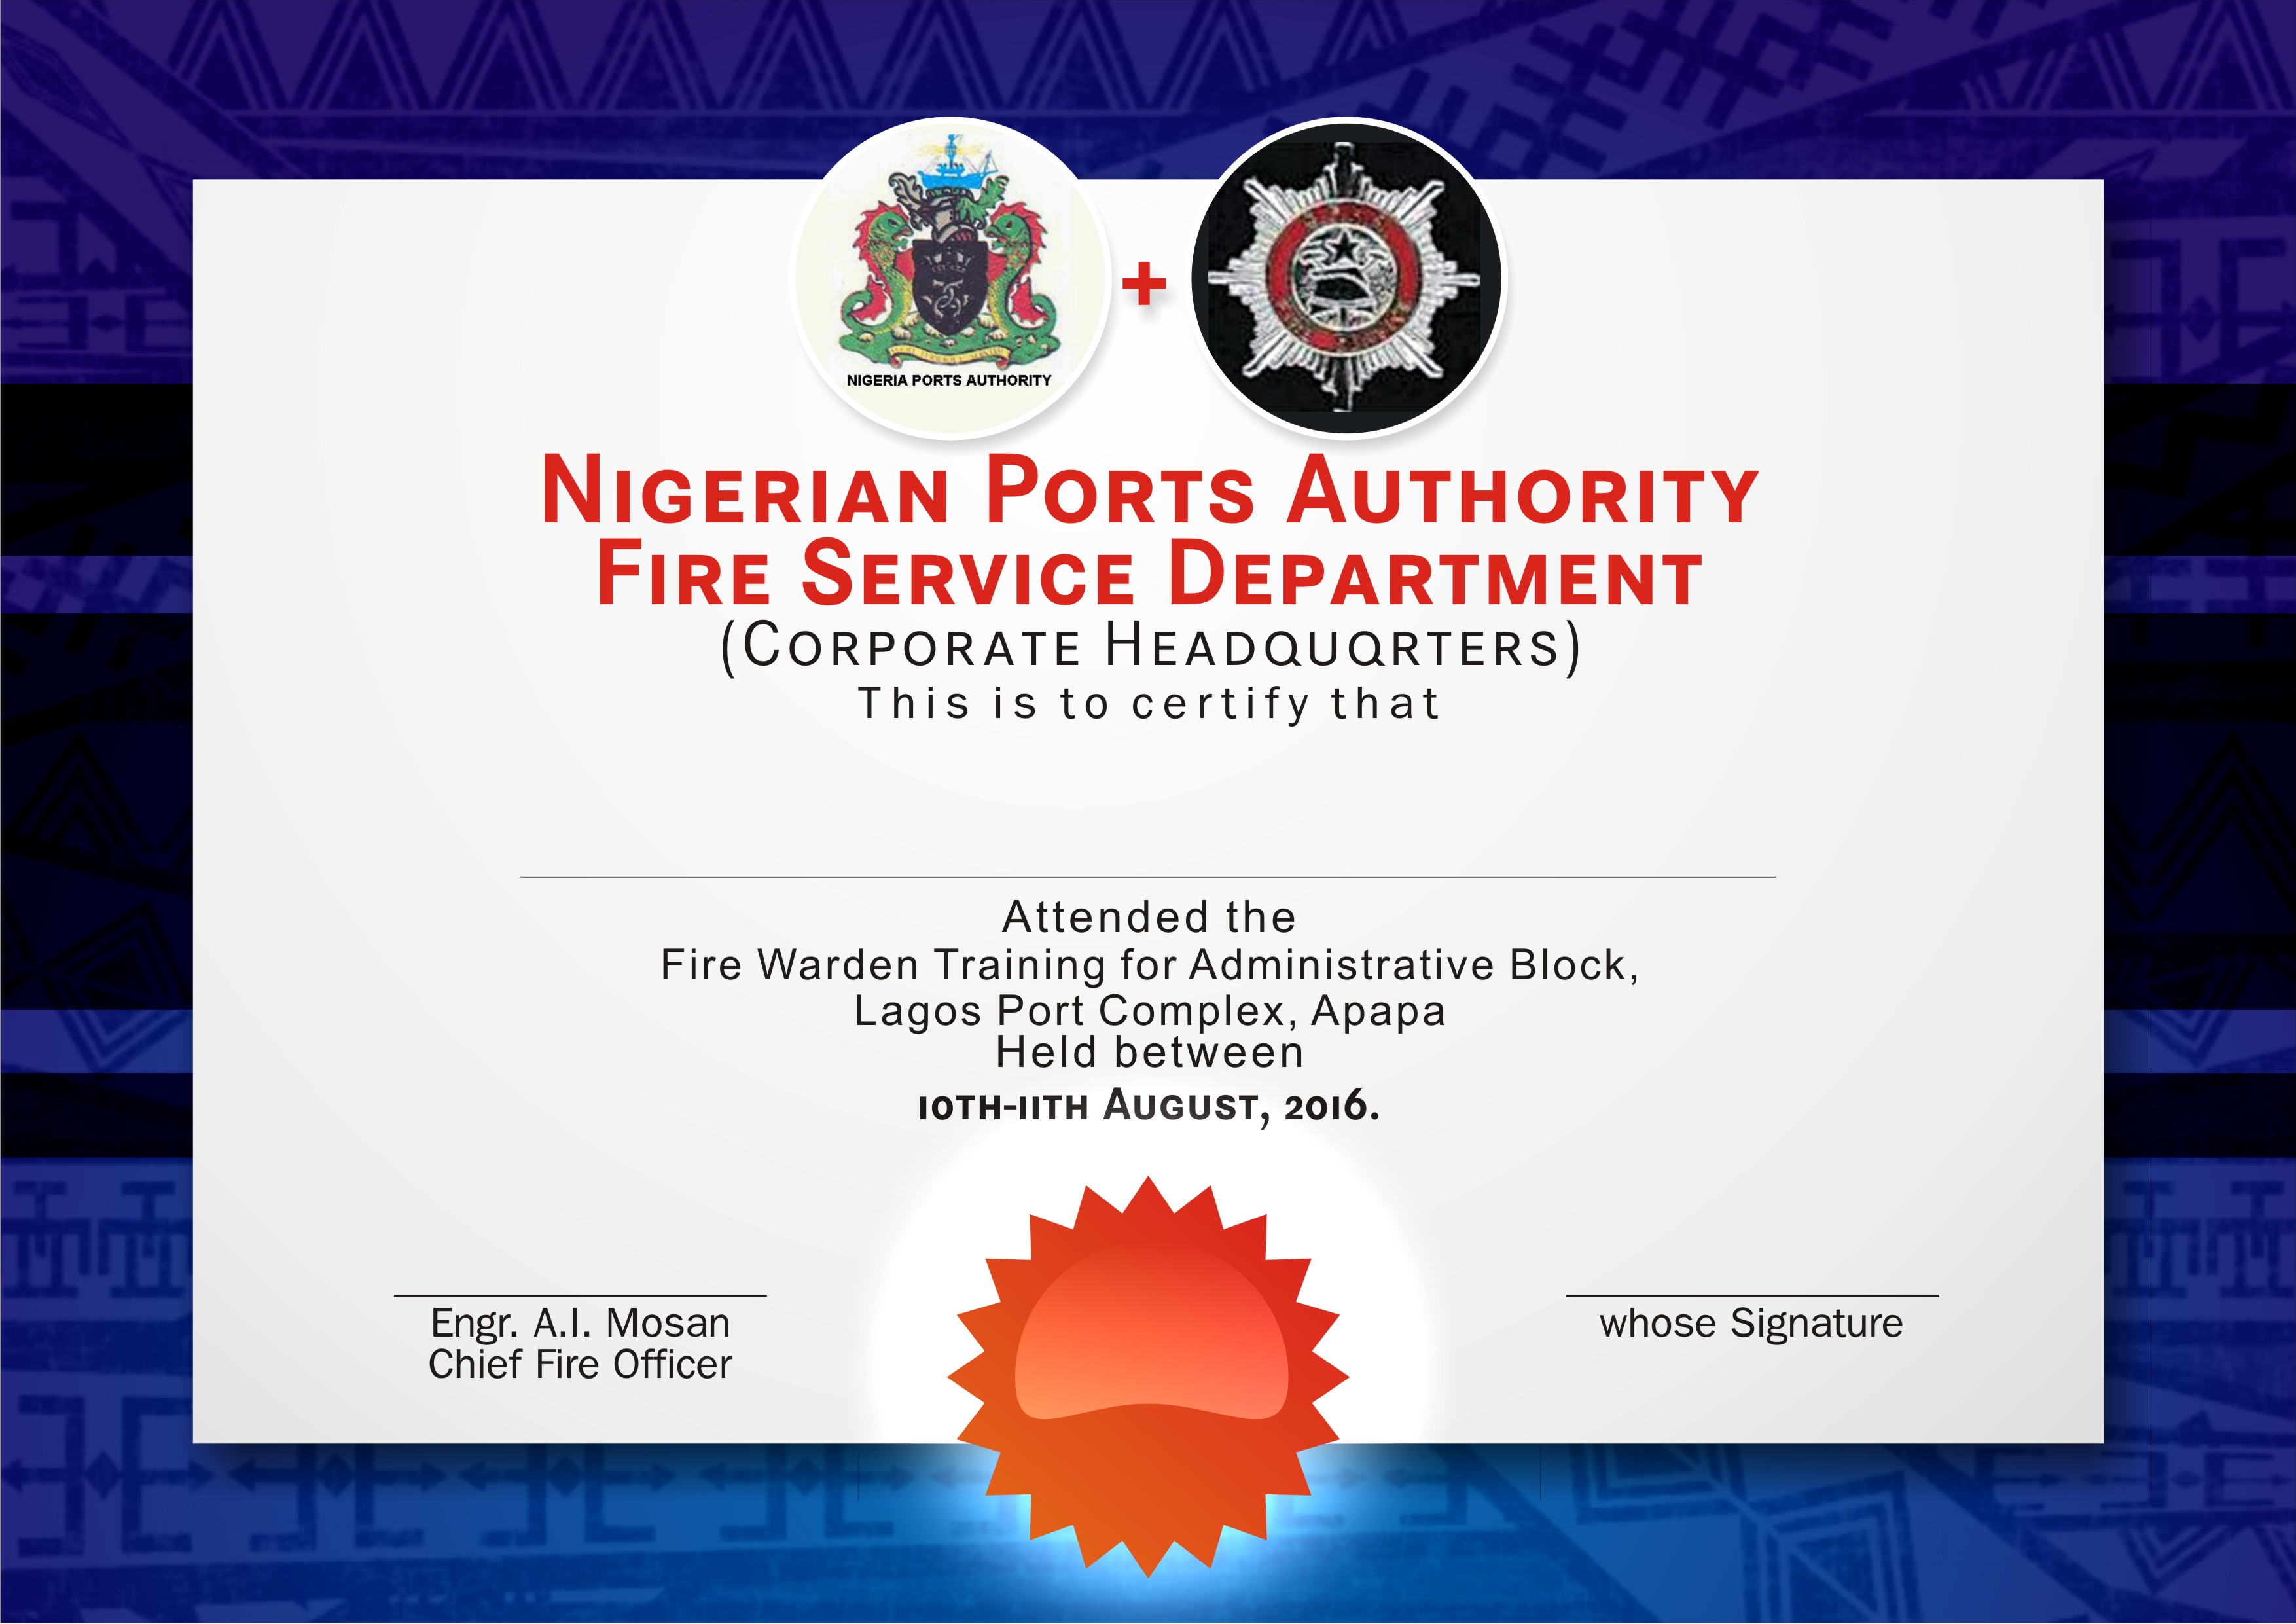 NIGERIA PORTS AUTHORITY
Nigerian Ports Authority
Fire Service Department
(Corporate Headquqrters)
This is to certify that
Attended the
Fire Warden Training for Administrative Block,
Lagos Port Complex, Apapa
Held between
10th-11th August, 2016.
Engr. A.I. Mosan
Chief Fire Officer
whose Signature